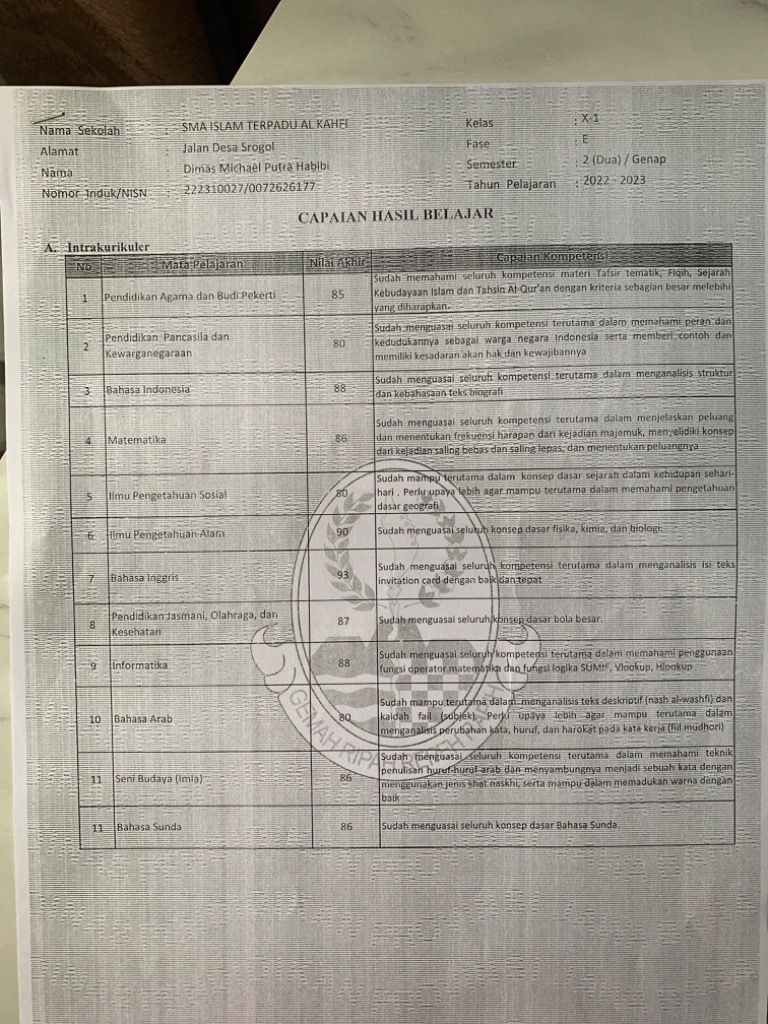 Nama Sekolah : SMA ISLAM TERPADU AL KAHFI
Alamat : Jalan Desa Srogol
Nama : Dimas Michael Putra Habibi
Nomor Induk/NISN : 222310027/0072626177
Kelas : X-1
Fase : E
Semester : 2 (Dua) / Genap
Tahun Pelajaran : 2022 - 2023
CAPAIAN HASIL BELAJAR
A. Intrakurikuler
No Mata Pelajaran Nilai Akhir Capaian Kompetensi
1 Pendidikan Agama dan Budi Pekerti 85
Sudah memahami seluruh kompetensi materi Tafsir tematik, Fiqih, Sejarah
Kebudayaan Islam dan Tahsin Al-Qur'an dengan kriteria sebagian besar melebihi
yang diharapkan.
2 Pendidikan Pancasila dan
Kewarganegaraan
80
Sudah menguasai seluruh kompetensi terutama dalam memahami peran dan
kedudukannya sebagai warga negara Indonesia serta memberi contoh dan
memiliki kesadaran akan hak dan kewajibannya
3 Bahasa Indonesia 88
Sudah menguasai seluruh kompetensi terutama dalam menganalisis struktur
dan kebahasaan teks biografi
4 Matematika 86
Sudah menguasai seluruh kompetensi terutama dalam menjelaskan peluang
dan menentukan frekuensi harapan dari kejadian majemuk, menyelidiki konsep
dari kejadian saling bebas dan saling lepas, dan menentukan peluangnya
5 Ilmu Pengetahuan Sosial 80
Sudah mampu terutama dalam konsep dasar sejarah dalam kehidupan sehari-
hari . Perlu upaya lebih agar mampu terutama dalam memahami pengetahuan
dasar geografi
6 Ilmu Pengetahuan Alam 90
Sudah menguasai seluruh konsep dasar fisika, kimia, dan biologi.
7 Bahasa Inggris 93
Sudah menguasai seluruh kompetensi terutama dalam menganalisis isi teks
invitation card dengan baik dan tepat
8 Pendidikan Jasmani, Olahraga, dan
Kesehatan
87
Sudah menguasai seluruh konsep dasar bola besar.
9 Informatika 88
Sudah menguasai seluruh kompetensi terutama dalam memahami penggunaan
fungsi operator matematika dan fungsi logika SUMIF, Vlookup, Hlookup
10 Bahasa Arab 80
Sudah mampu terutama dalam menganalisis teks deskriptif (nash al-washfi) dan
kaidah fail (subjek). Perlu upaya lebih agar mampu terutama dalam
menganalisis perubahan kata, huruf, dan harokat pada kata kerja (fiil mudhori)
11 Seni Budaya (Imla) 86
Sudah menguasai seluruh kompetensi terutama dalam memahami teknik
penulisan huruf-huruf arab dan menyambungnya menjadi sebuah kata dengan
menggunakan jenis khat naskhi, serta mampu dalam memadukan warna dengan
baik
11 Bahasa Sunda 86
Sudah menguasai seluruh konsep dasar Bahasa Sunda.
GEMAH RIPAH REPEH RAPIH